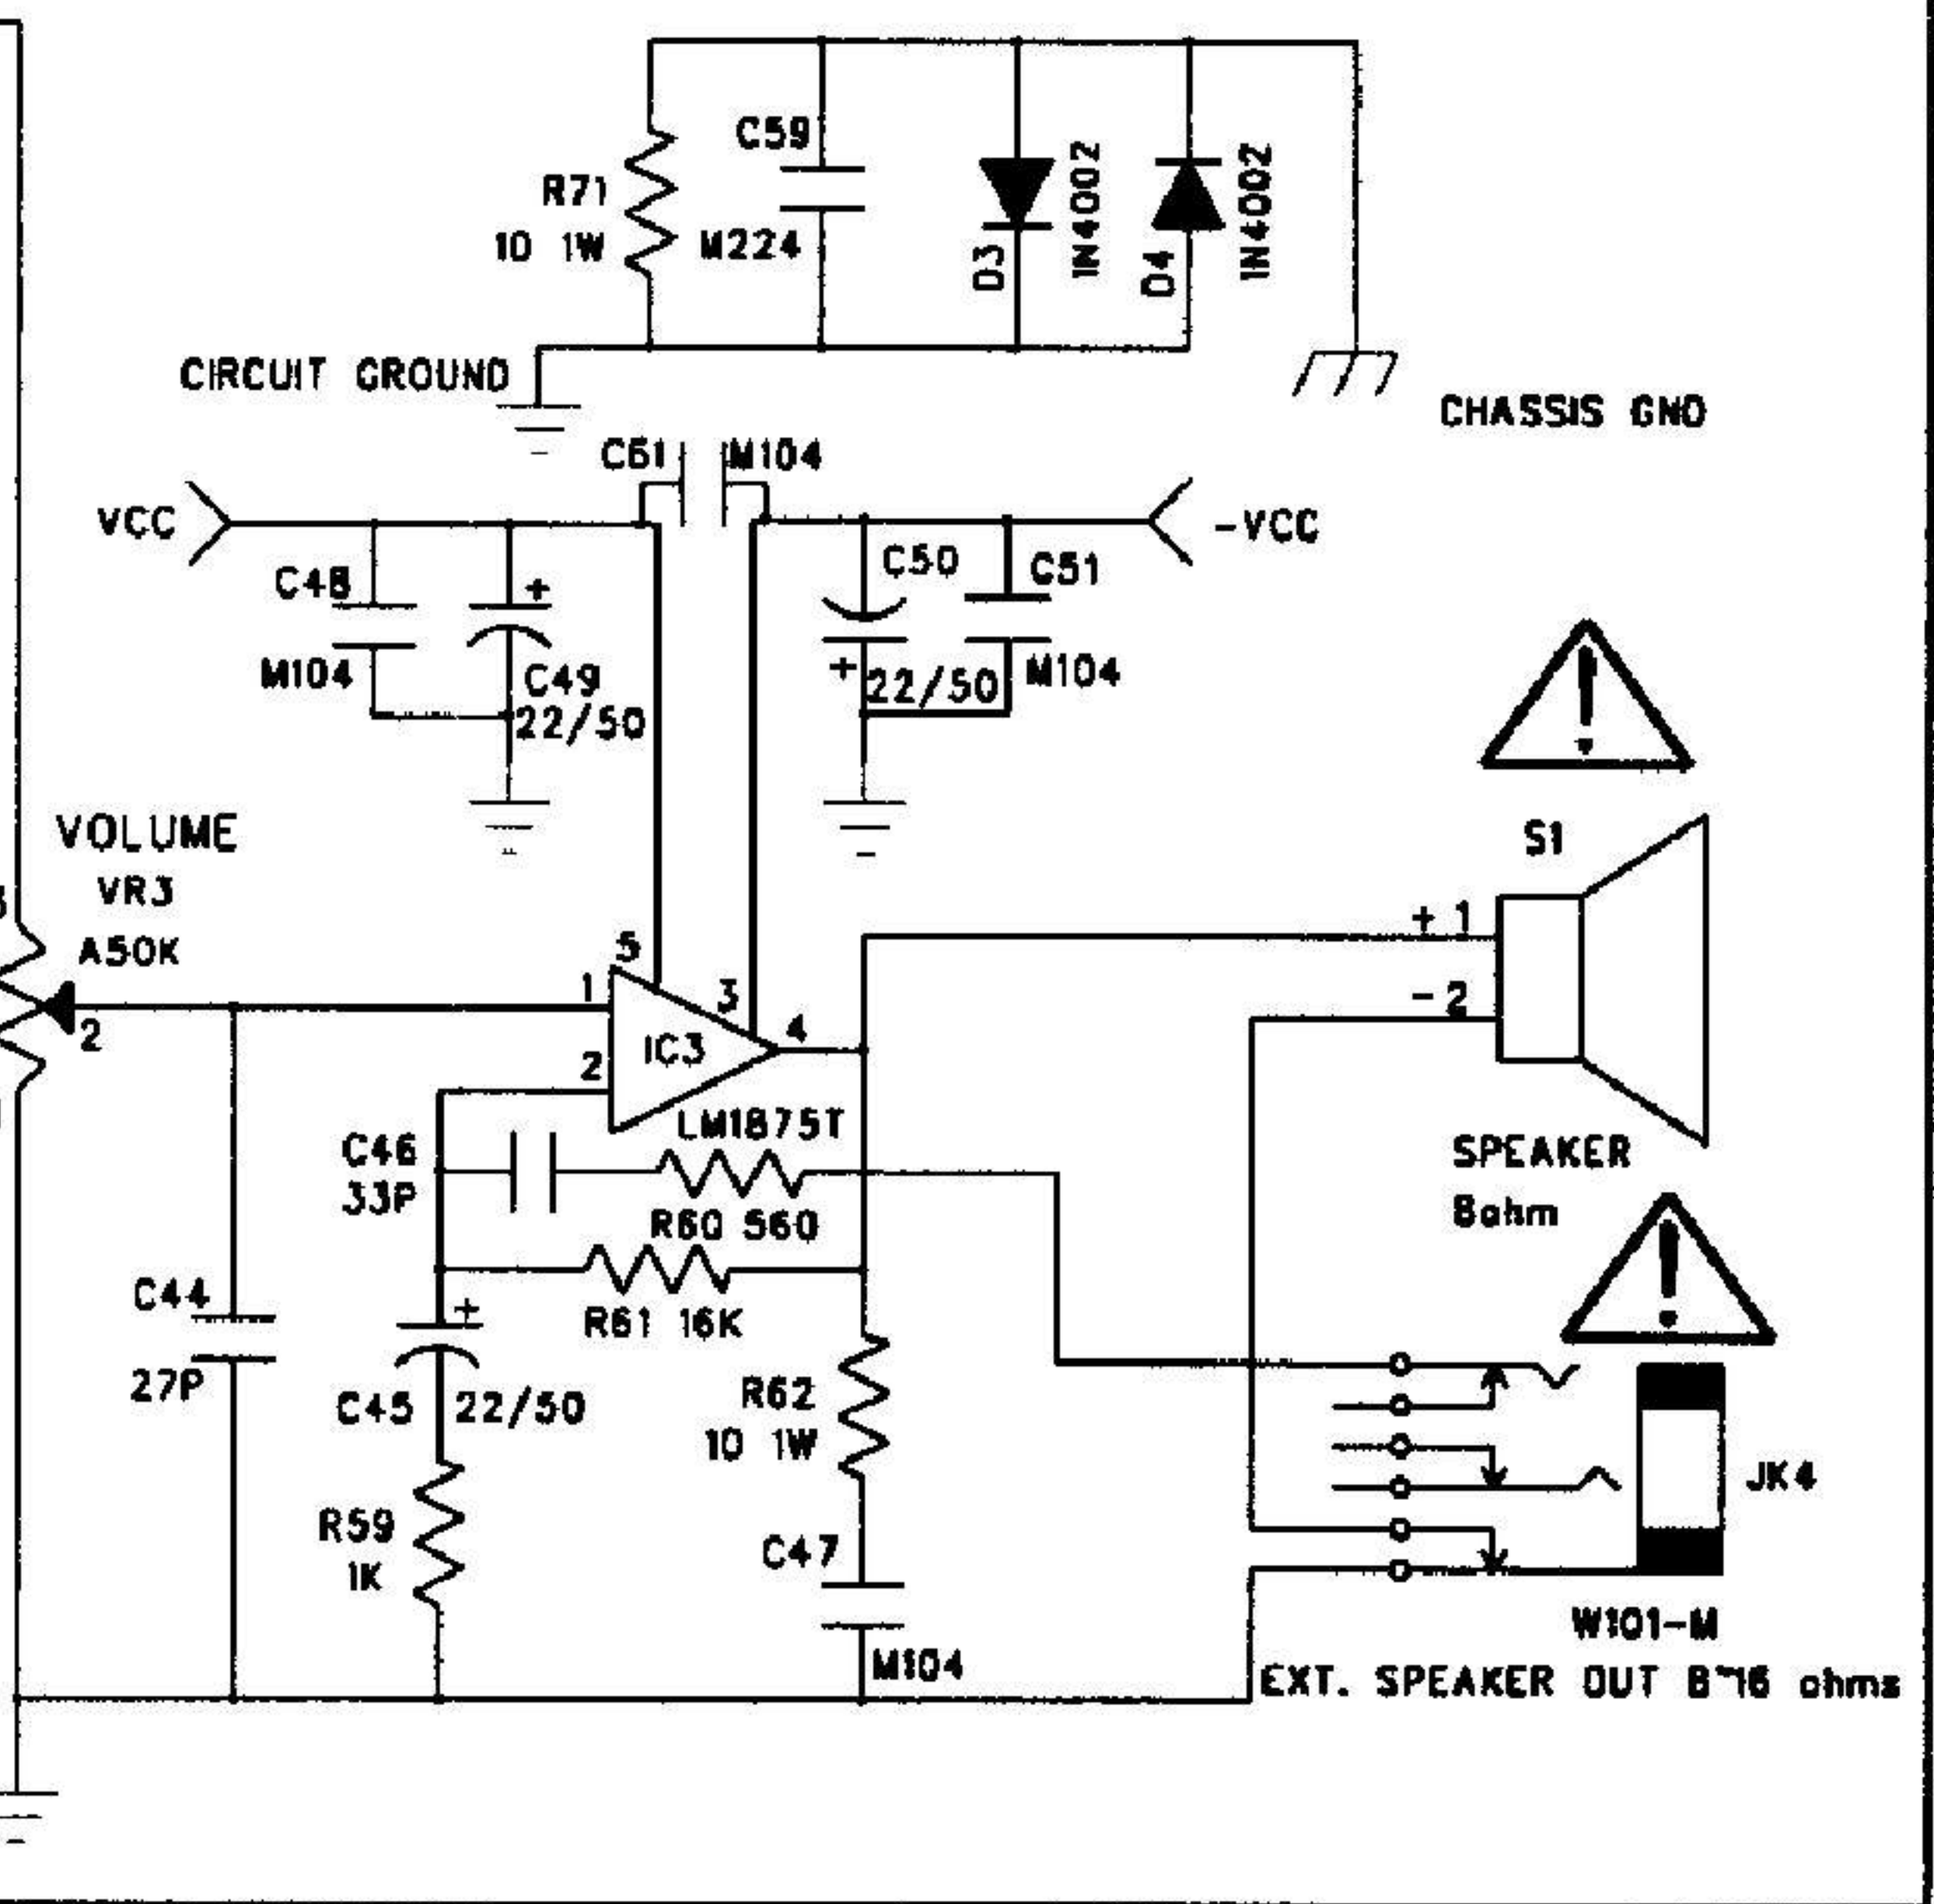 C59
R71
10 1W
M224
D3
1N4002
D4
1N4002
CIRCUIT GROUND
CHASSIS GND
C61
M104
VCC
-VCC
C48
+
M104
C49
22/50
C50
C51
+
22/50
M104
VOLUME
VR3
A50K
2
S1
+ 1
- 2
SPEAKER
8ohm
5
1
3
4
2
IC3
LM1875T
C46
33P
R60 560
R61 16K
C44
27P
+
C45
22/50
R62
10 1W
R59
1K
C47
M104
JK4
W101-M
EXT. SPEAKER OUT 8~16 ohms